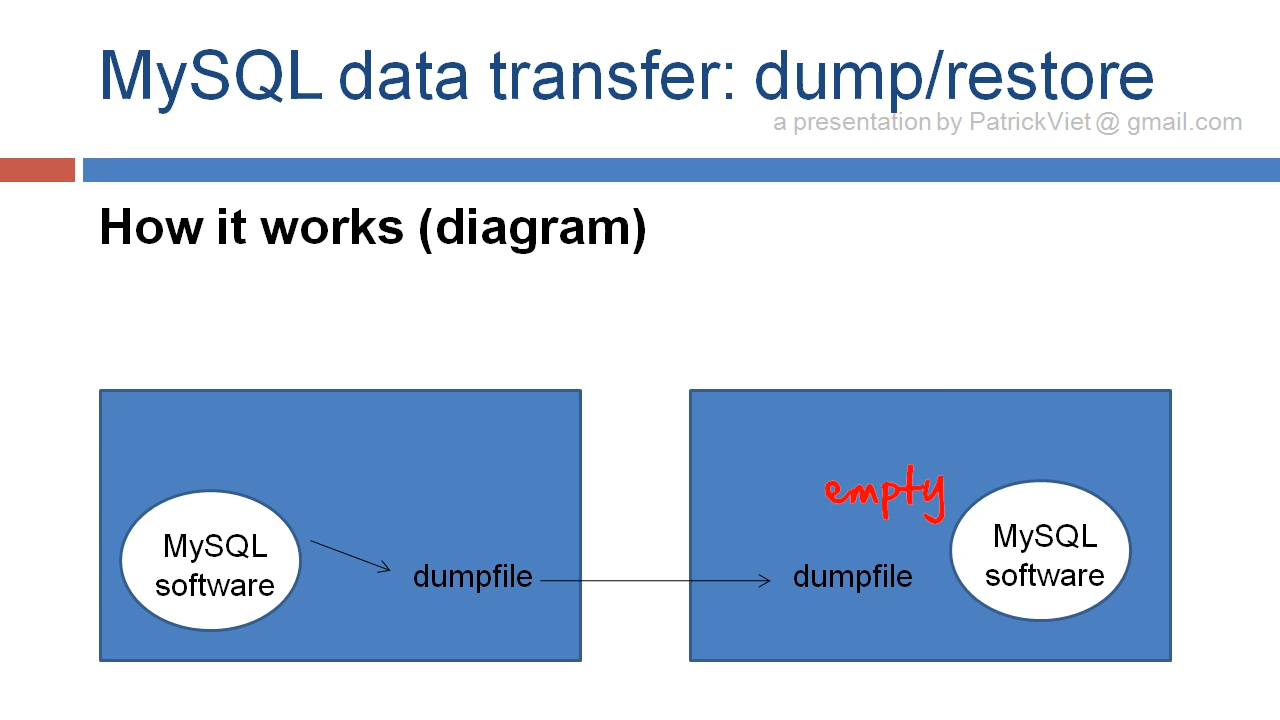 MySQL data transfer: dump/restore
a presentation by PatrickViet @ gmail.com
How it works (diagram)
MySQL
software
dumpfile
empty
dumpfile
MySQL
software